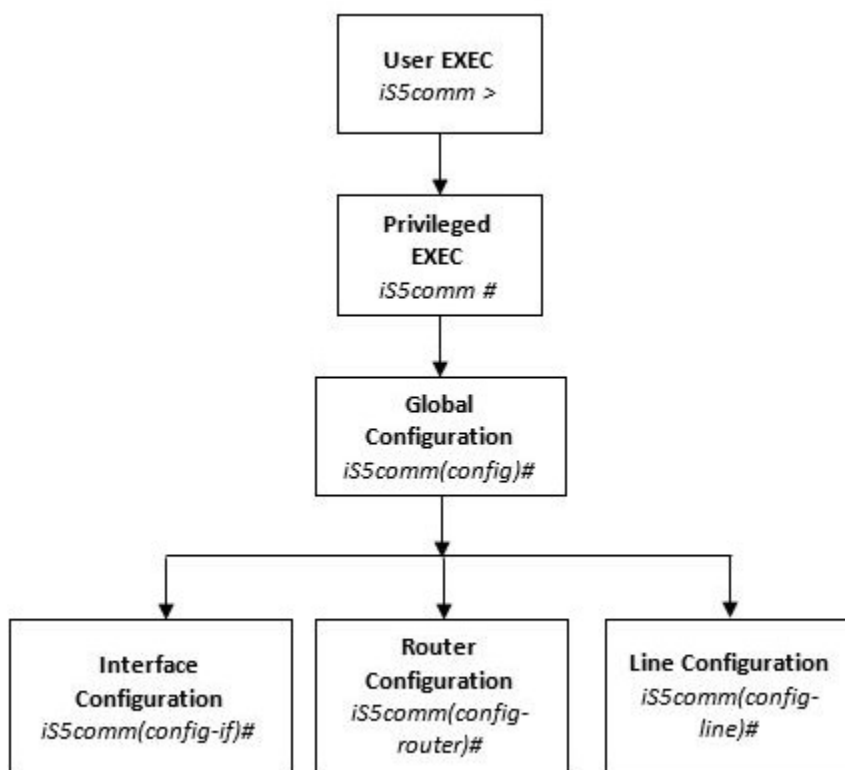 User EXEC
iS5comm >
Privileged
EXEC
iS5comm #
Global
Configuration
iS5comm(config)#
Interface
Configuration
iS5comm(config-if)#
Router
Configuration
iS5comm(config-
router)#
Line Configuration
iS5comm(config-
line)#